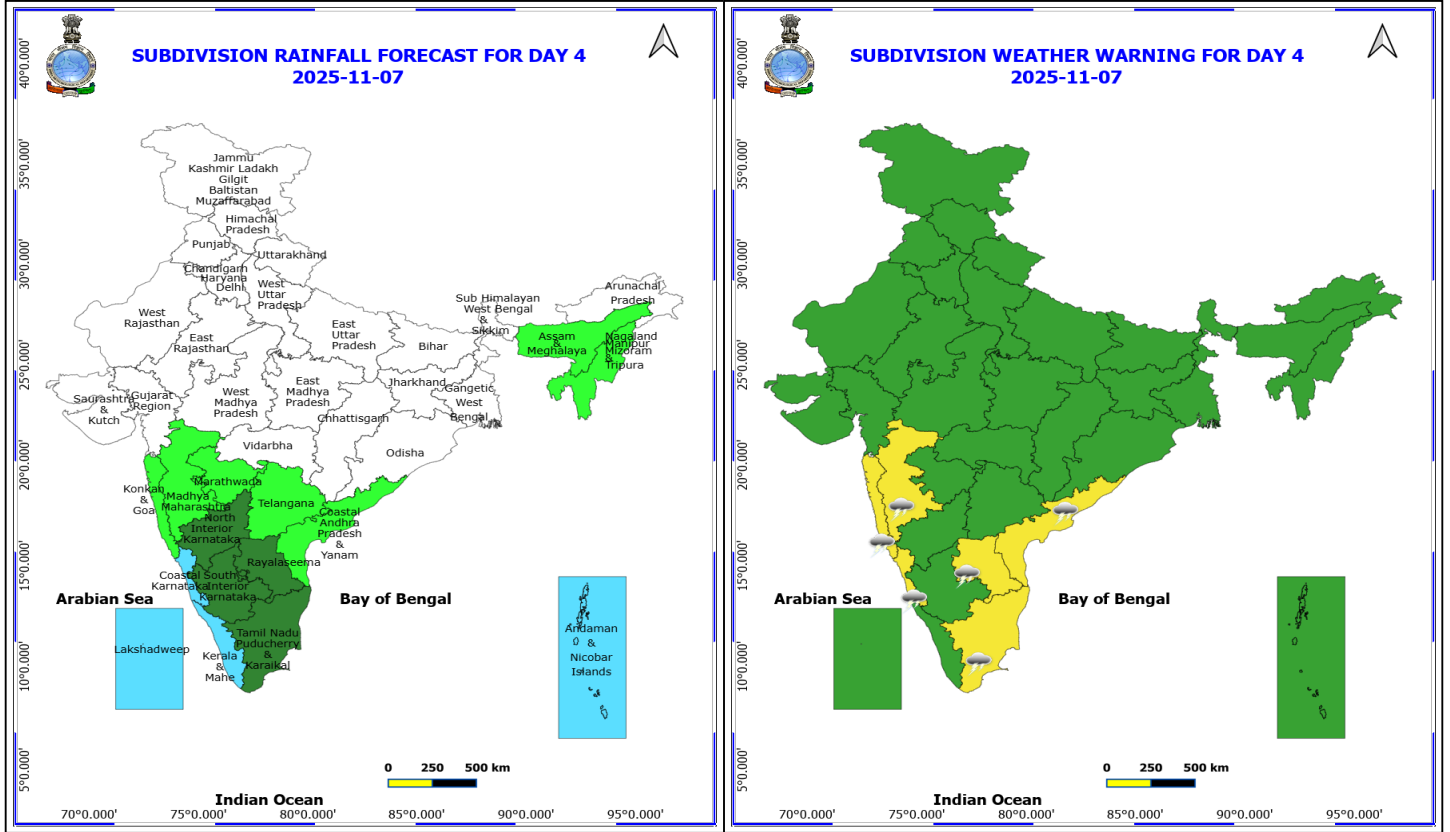 SUBDIVISION RAINFALL FORECAST FOR DAY 4
2025-11-07
Jammu
Kashmir Ladakh
Gilgit
Baltistan
Muzaffarabad
Himachal
Pradesh
Punjab
Uttarakhand
Chandigarh
Haryana
Delhi
West
Uttar
Pradesh
Arunachal
Pradesh
Sub Himalayan
West Bengal
&
Sikkim
West
Rajasthan
East
Rajasthan
East
Uttar
Pradesh
Bihar
Assam
&
Meghalaya
Nagaland
Manipur
Mizoram
&
Tripura
Saurashtra
&
Kutch
Gujarat
Region
West
Madhya
Pradesh
East
Madhya
Pradesh
Jharkhand
Gangetic
West
Bengal
Chhattisgarh
Vidarbha
Odisha
Konkan
&
Goa
Madhya
Maharashtra
Marathwada
Telangana
North
Interior
Karnataka
Coastal
Andhra
Pradesh
&
Yanam
Rayalaseema
Coastal
Karnataka
South
Interior
Karnataka
Arabian Sea
Bay of Bengal
Lakshadweep
Kerala
&
Mahe
Tamil Nadu
Puducherry
&
Karaikal
Andaman
&
Nicobar
Islands
0 250 500 km
Indian Ocean
40°0.000'
35°0.000'
30°0.000'
25°0.000'
20°0.000'
15°0.000'
10°0.000'
5°0.000'
70°0.000' 75°0.000' 80°0.000' 85°0.000' 90°0.000' 95°0.000'
SUBDIVISION WEATHER WARNING FOR DAY 4
2025-11-07
Arabian Sea
Bay of Bengal
0 250 500 km
Indian Ocean
40°0.000'
35°0.000'
30°0.000'
25°0.000'
20°0.000'
15°0.000'
10°0.000'
5°0.000'
70°0.000' 75°0.000' 80°0.000' 85°0.000' 90°0.000' 95°0.000'